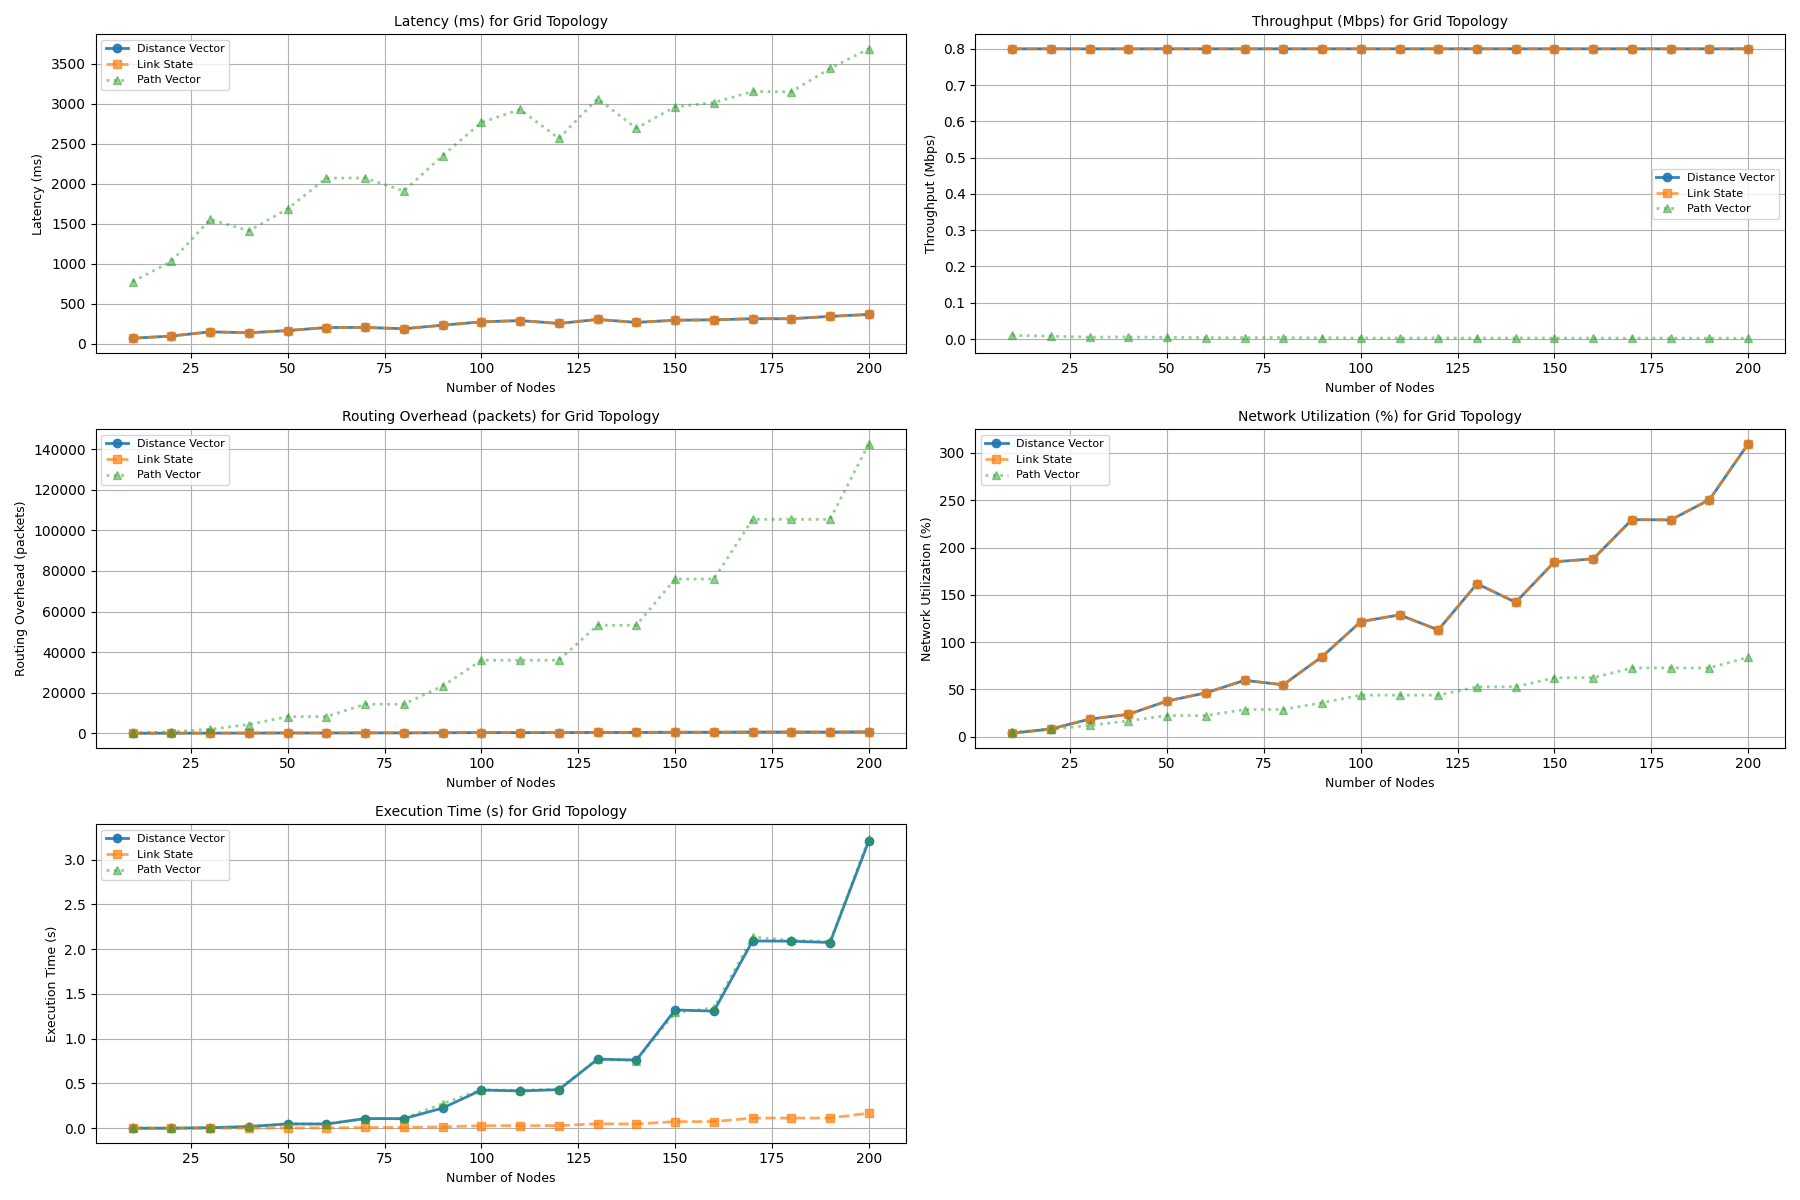 Latency (ms) for Grid Topology
Distance Vector
Link State
Path Vector
Latency (ms)
3500
3000
2500
2000
1500
1000
500
0
25 50 75 100 125 150 175 200
Number of Nodes
Throughput (Mbps) for Grid Topology
Distance Vector
Link State
Path Vector
Throughput (Mbps)
0.8
0.7
0.6
0.5
0.4
0.3
0.2
0.1
0.0
25 50 75 100 125 150 175 200
Number of Nodes
Routing Overhead (packets) for Grid Topology
Distance Vector
Link State
Path Vector
Routing Overhead (packets)
140000
120000
100000
80000
60000
40000
20000
0
25 50 75 100 125 150 175 200
Number of Nodes
Network Utilization (%) for Grid Topology
Distance Vector
Link State
Path Vector
Network Utilization (%)
300
250
200
150
100
50
0
25 50 75 100 125 150 175 200
Number of Nodes
Execution Time (s) for Grid Topology
Distance Vector
Link State
Path Vector
Execution Time (s)
3.0
2.5
2.0
1.5
1.0
0.5
0.0
25 50 75 100 125 150 175 200
Number of Nodes